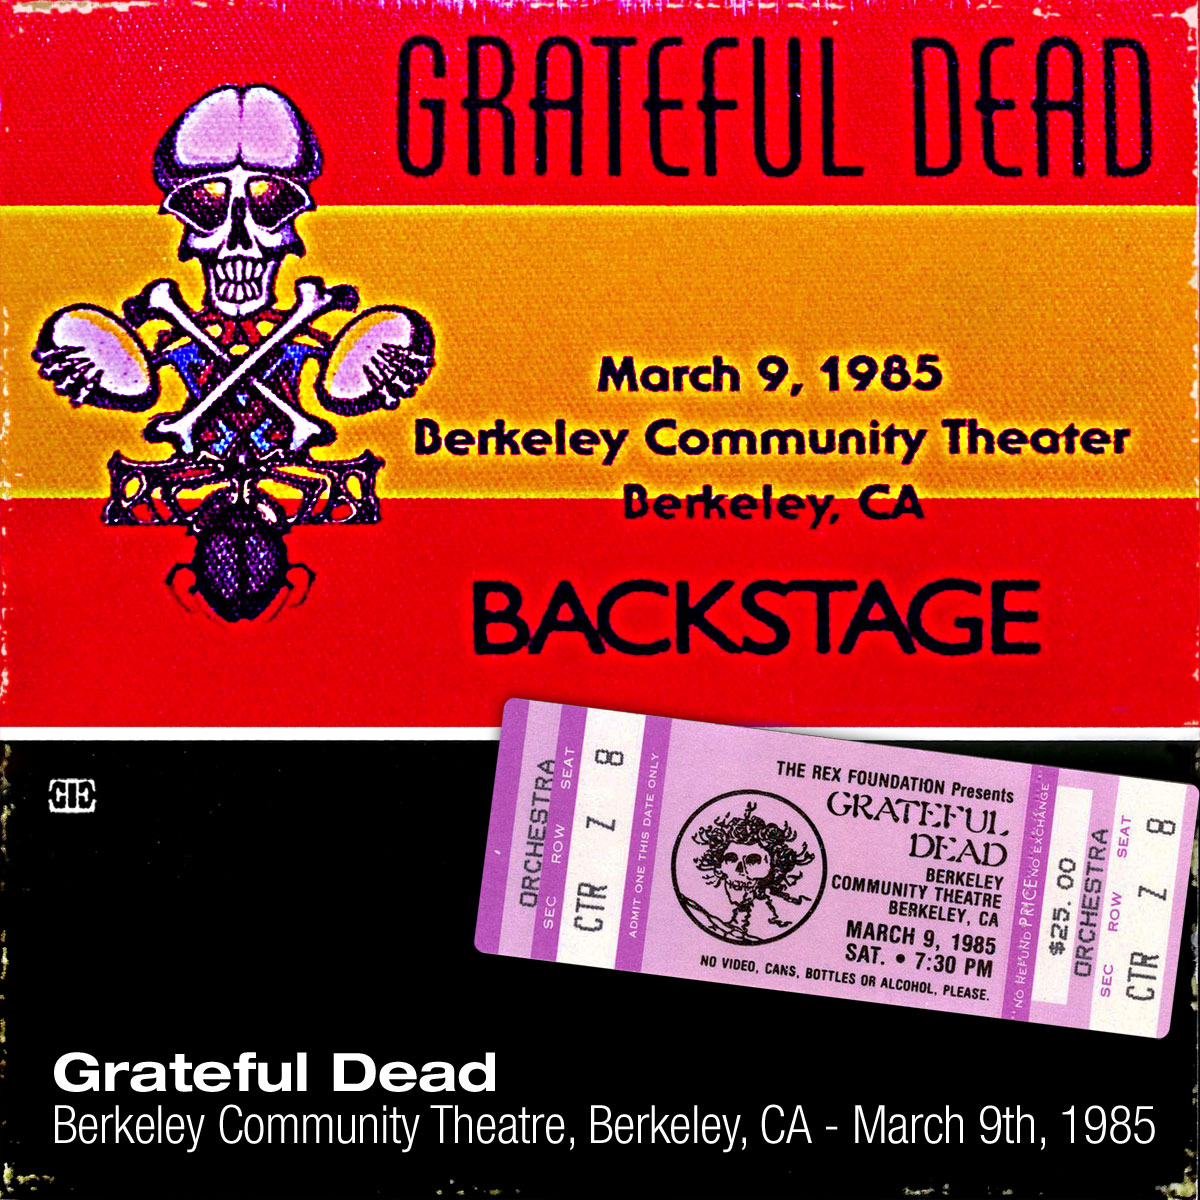 GRATEFUL DEAD
March 9, 1985
Berkeley Community Theater
Berkeley, CA
BACKSTAGE
ORCHESTRA
SEC ROW SEAT
CTR Z 8
ADMIT ONE THIS DATE ONLY
THE REX FOUNDATION Presents
GRATEFUL
DEAD
BERKELEY
COMMUNITY THEATRE
BERKELEY, CA
MARCH 9, 1985
SAT. • 7:30 PM
NO VIDEO, CANS, BOTTLES OR ALCOHOL, PLEASE.
NO REFUND PRICE NO EXCHANGE
$25.00
ORCHESTRA
SEC ROW SEAT
CTR Z 8
Grateful Dead
Berkeley Community Theatre, Berkeley, CA - March 9th, 1985